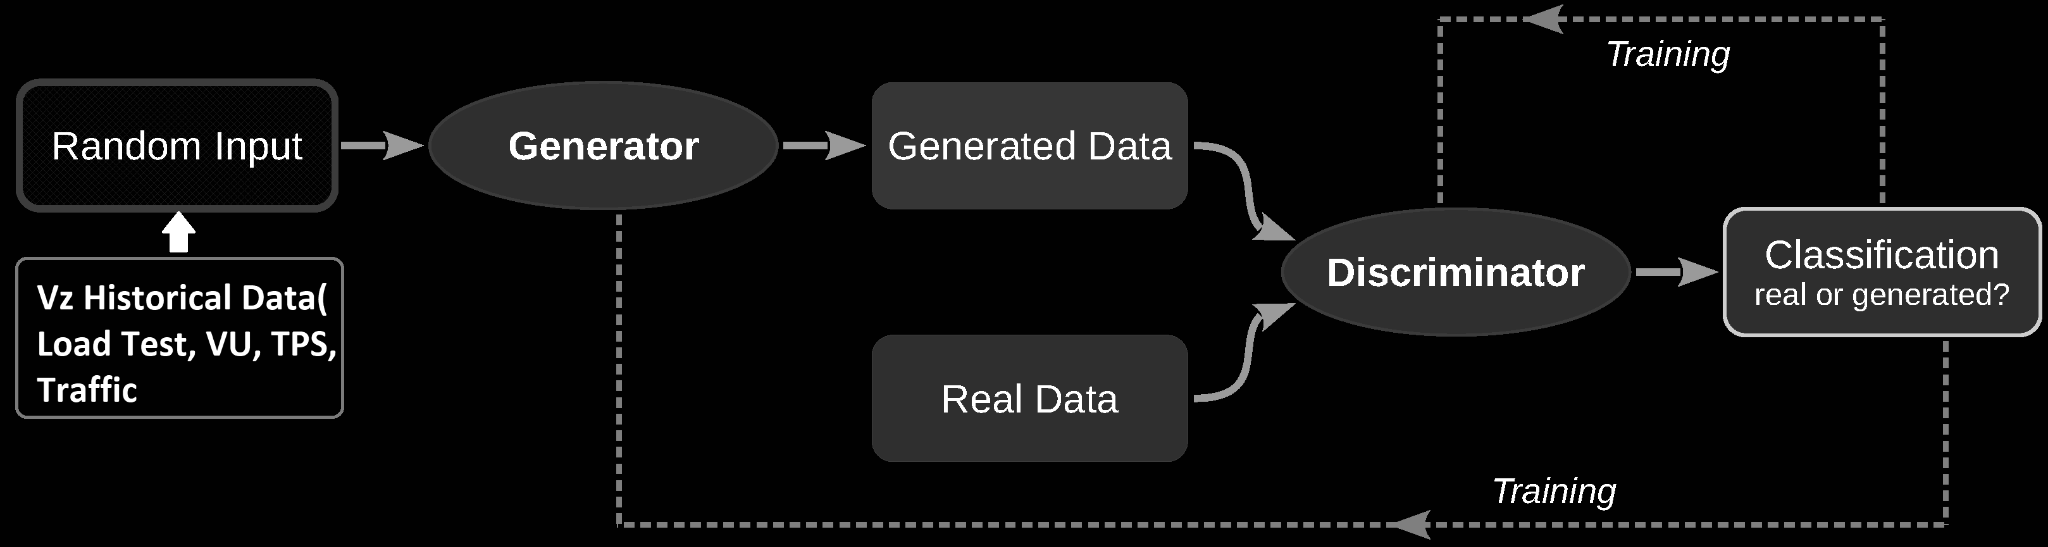 Training
Random Input
Generator
Generated Data
Vz Historical Data(
Load Test, VU, TPS,
Traffic
Discriminator
Classification
real or generated?
Real Data
Training